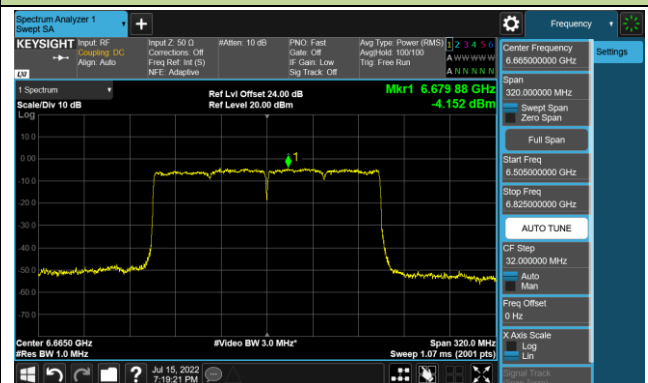 Spectrum Analyzer 1
Swept SA
Frequency
KEYSIGHT
Input: RF
Coupling: DC
Align: Auto
Input Z: 50 Ω
Corrections: Off
Freq Ref: Int (S)
NFE: Adaptive
#Atten: 10 dB
PNO: Fast
Gate: Off
IF Gain: Low
Sig Track: Off
Avg Type: Power (RMS)
Avg|Hold: 100/100
Trig: Free Run
1 2 3 4 5 6
A W W W W W
A N N N N N
LXI
1 Spectrum
Scale/Div 10 dB
Log
Ref Lvl Offset 24.00 dB
Ref Level 20.00 dBm
Mkr1 6.679 88 GHz
-4.152 dBm
10.0
0.00
-10.0
-20.0
-30.0
-40.0
-50.0
-60.0
-70.0
1
Center 6.6650 GHz
#Res BW 1.0 MHz
#Video BW 3.0 MHz*
Span 320.0 MHz
Sweep 1.07 ms (2001 pts)
Jul 15, 2022
7:19:21 PM
Center Frequency
6.665000000 GHz
Settings
Span
320.000000 MHz
Swept Span
Zero Span
Full Span
Start Freq
6.505000000 GHz
Stop Freq
6.825000000 GHz
AUTO TUNE
CF Step
32.000000 MHz
Auto
Man
Freq Offset
0 Hz
X Axis Scale
Log
Lin
Signal Track